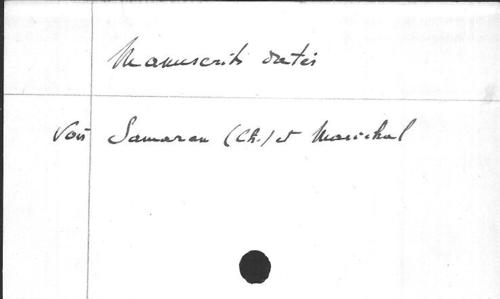 Manuscrits datés
Voir Samaran (Ch.) et Marichal